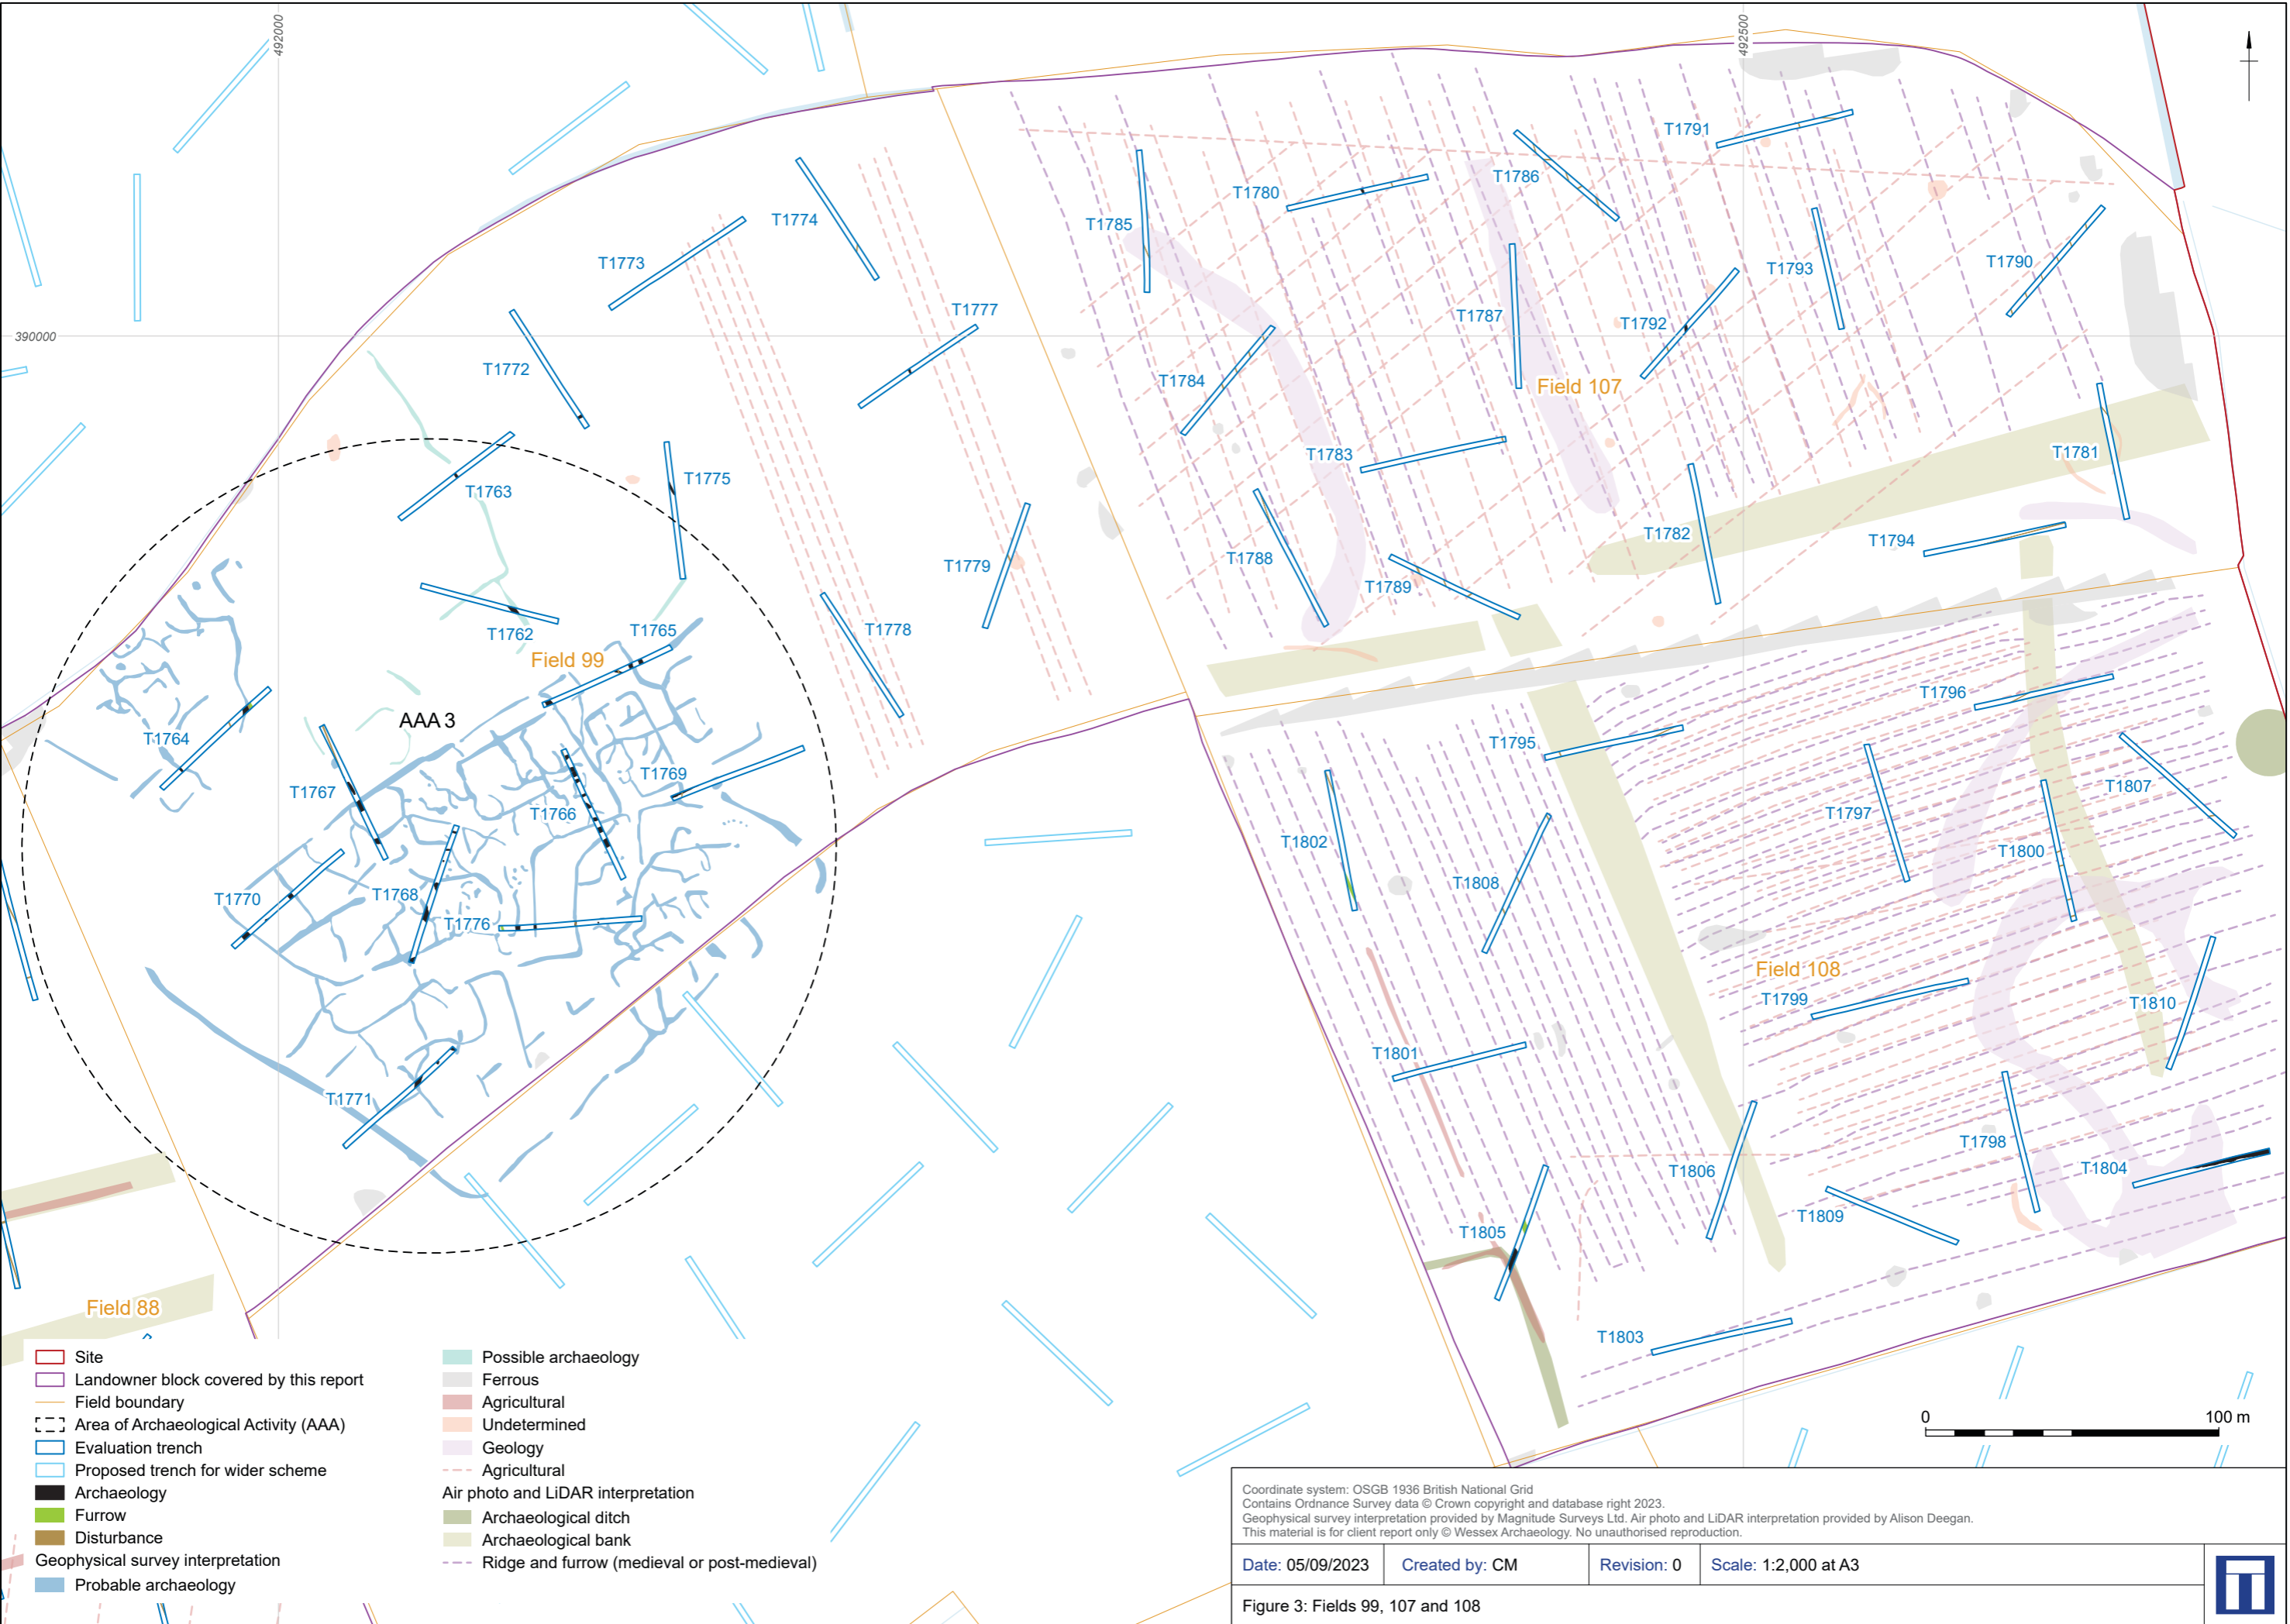 492000
492500
390000
T1791
T1786
T1780
T1785
T1774
T1773
T1793
T1790
T1777
T1787
T1792
T1772
T1784
Field 107
T1783
T1781
T1775
T1763
T1782
T1794
T1788
T1779
T1789
T1762
T1765
T1778
Field 99
T1796
AAA 3
T1764
T1795
T1769
T1767
T1766
T1807
T1797
T1802
T1800
T1808
T1770
T1768
T1776
Field 108
T1799
T1810
T1801
T1771
T1798
T1806
T1804
T1809
T1805
Field 88
T1803
Site
Landowner block covered by this report
Field boundary
Area of Archaeological Activity (AAA)
Evaluation trench
Proposed trench for wider scheme
Archaeology
Furrow
Disturbance
Geophysical survey interpretation
Probable archaeology
Possible archaeology
Ferrous
Agricultural
Undetermined
Geology
Agricultural
Air photo and LiDAR interpretation
Archaeological ditch
Archaeological bank
Ridge and furrow (medieval or post-medieval)
0 100 m
Coordinate system: OSGB 1936 British National Grid
Contains Ordnance Survey data © Crown copyright and database right 2023.
Geophysical survey interpretation provided by Magnitude Surveys Ltd. Air photo and LiDAR interpretation provided by Alison Deegan.
This material is for client report only © Wessex Archaeology. No unauthorised reproduction.
Date: 05/09/2023 Created by: CM Revision: 0 Scale: 1:2,000 at A3
Figure 3: Fields 99, 107 and 108